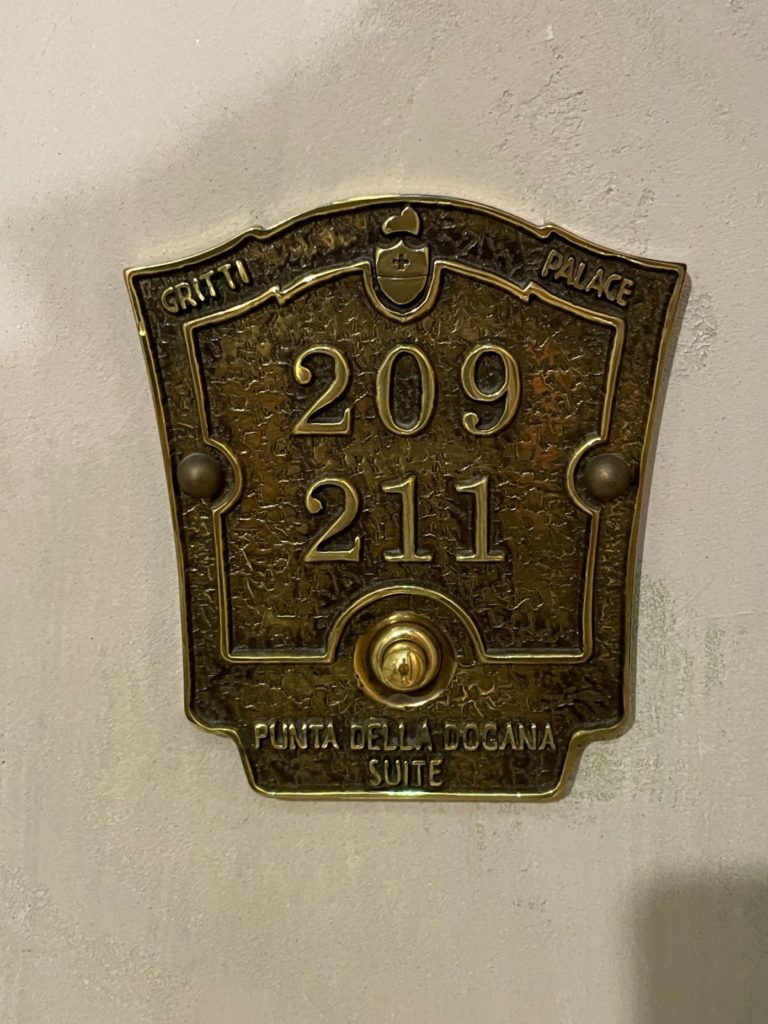 GRITTI PALACE
209
211
PUNTA DELLA DOGANA
SUITE